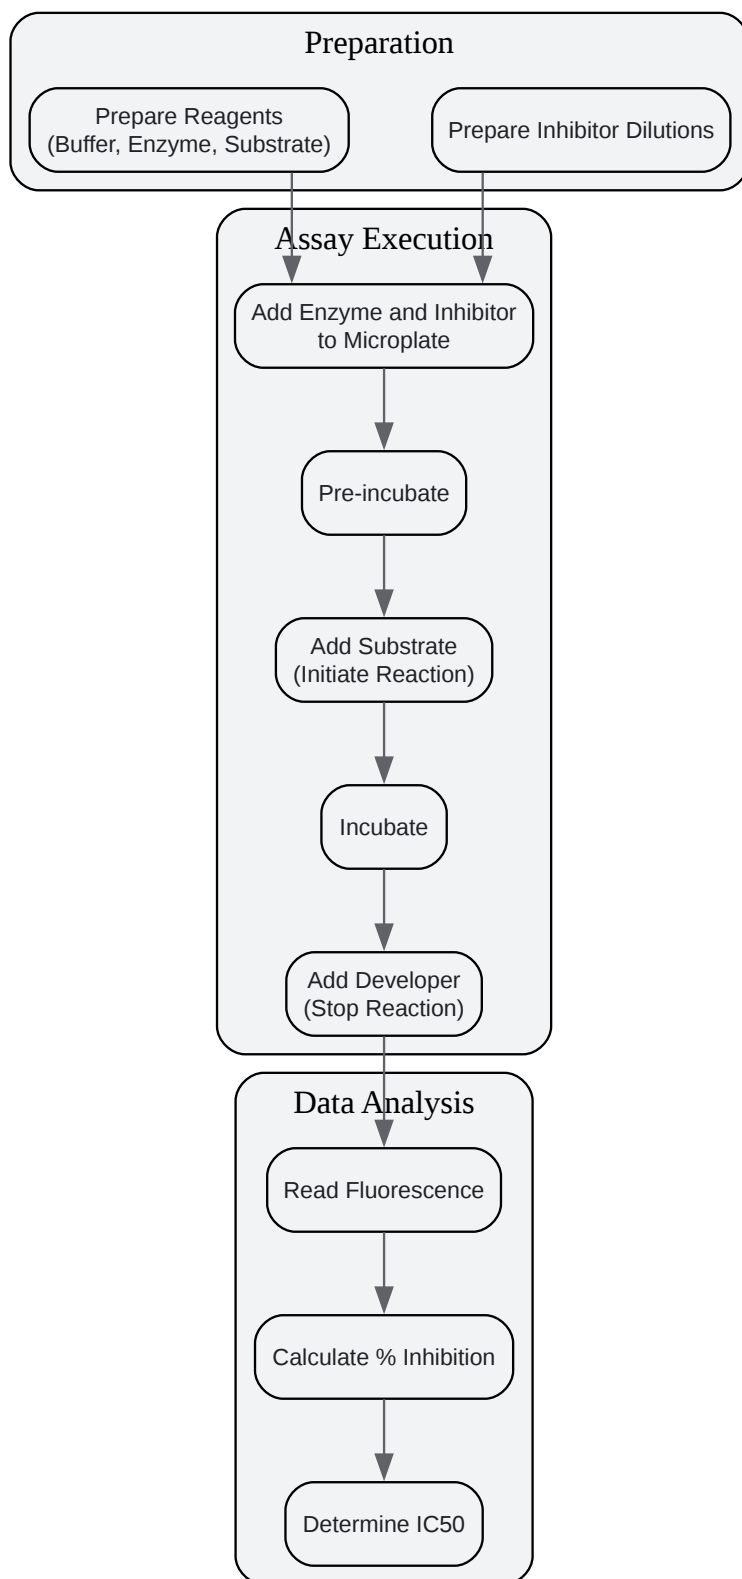 Preparation
Prepare Reagents
(Buffer, Enzyme, Substrate)
Prepare Inhibitor Dilutions
Assay Execution
Add Enzyme and Inhibitor
to Microplate
Pre-incubate
Add Substrate
(Initiate Reaction)
Incubate
Add Developer
(Stop Reaction)
Data Analysis
Read Fluorescence
Calculate % Inhibition
Determine IC50